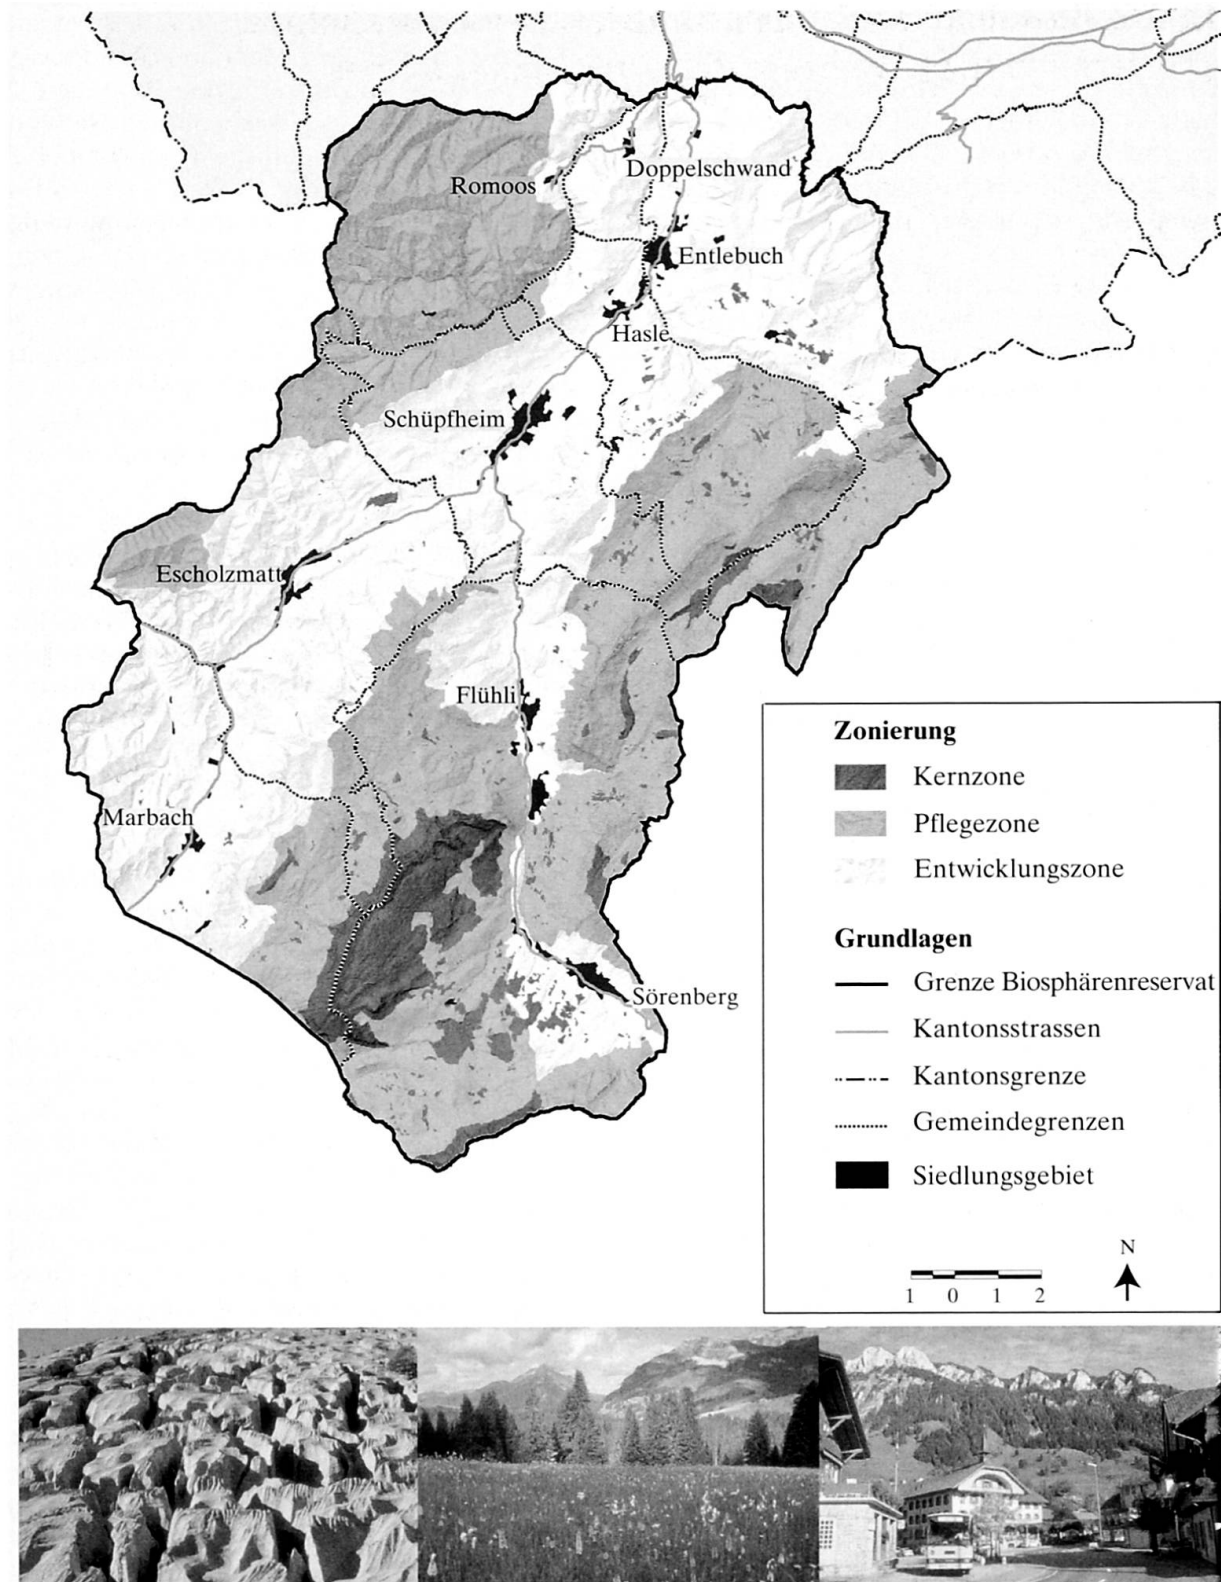 Romoos
Doppelschwand
Entlebuch
Hasle
Schüpfheim
Escholzmatt
Flühli
Marbach
Sörenberg
Zonierung
Kernzone
Pflegezone
Entwicklungszone
Grundlagen
Grenze Biosphärenreservat
Kantonsstrassen
Kantonsgrenze
Gemeindegrenzen
Siedlungsgebiet
N
1 0 1 2